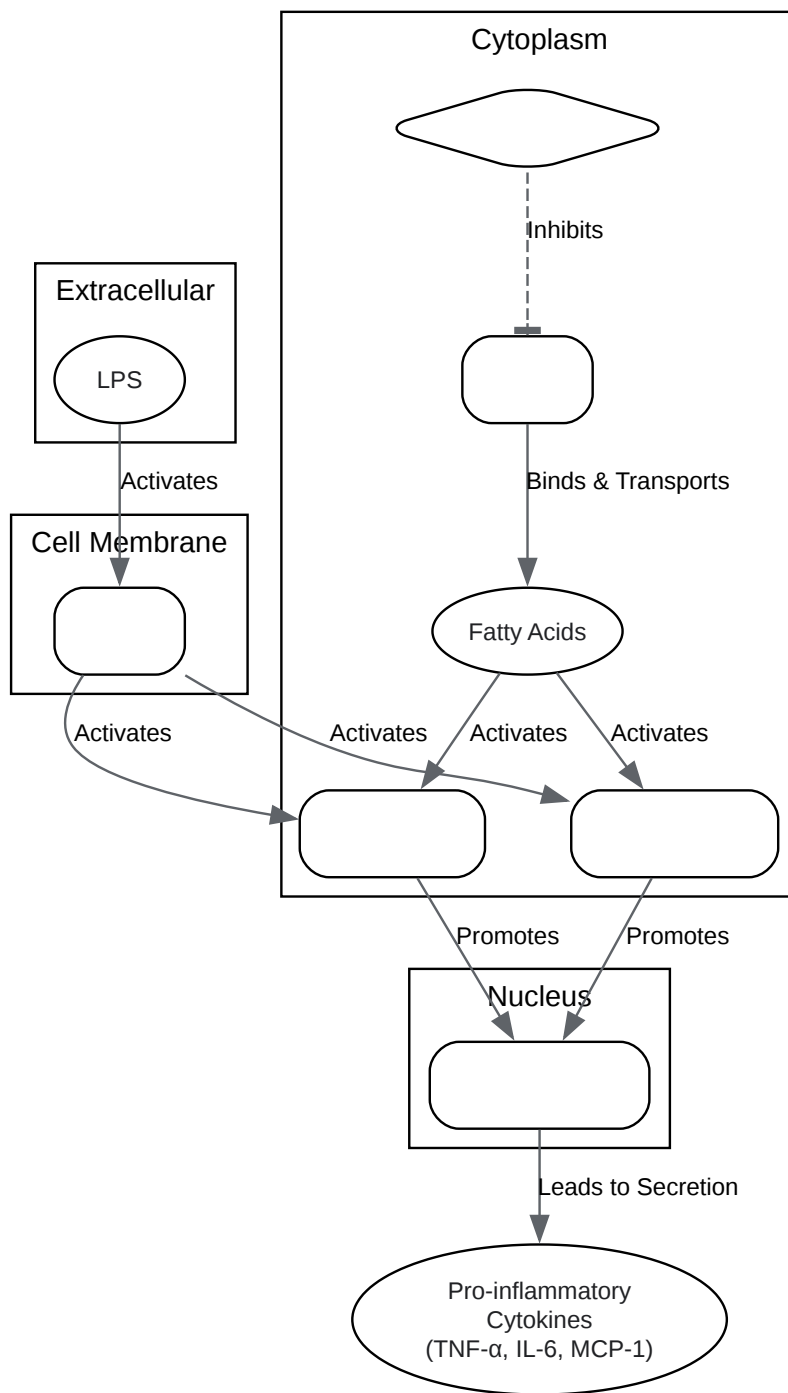 Cytoplasm
Inhibits
Extracellular
LPS
Activates
Binds & Transports
Cell Membrane
Fatty Acids
Activates
Activates
Activates
Activates
Promotes
Promotes
Nucleus
Leads to Secretion
Pro-inflammatory
Cytokines
(TNF-α, IL-6, MCP-1)